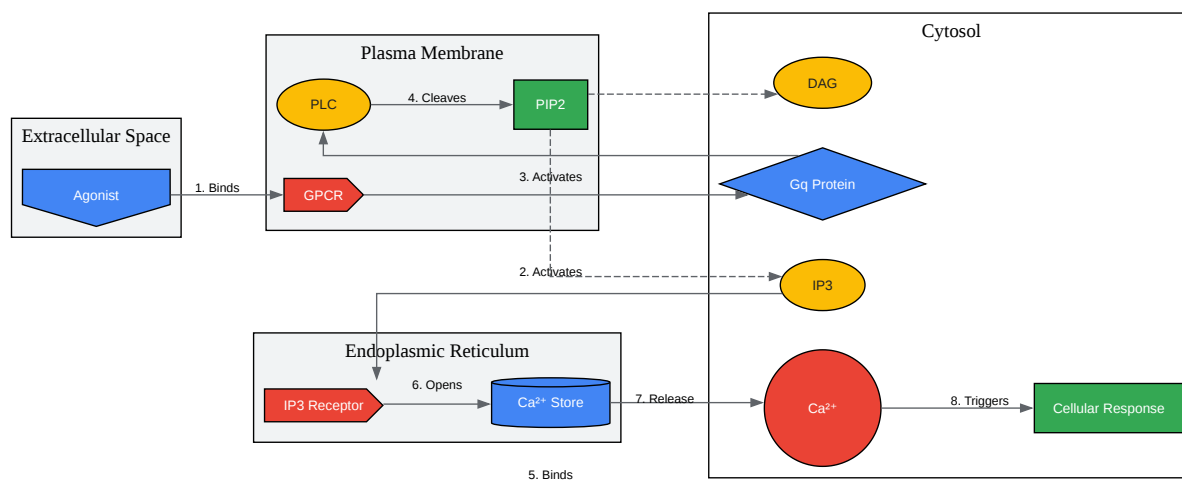 Cytosol
Plasma Membrane
DAG
PLC
4. Cleaves
PIP2
Extracellular Space
3. Activates
Gq Protein
Agonist
1. Binds
GPCR
2. Activates
IP3
Endoplasmic Reticulum
6. Opens
IP3 Receptor
Ca²⁺ Store
7. Release
Ca²⁺
8. Triggers
Cellular Response
5. Binds